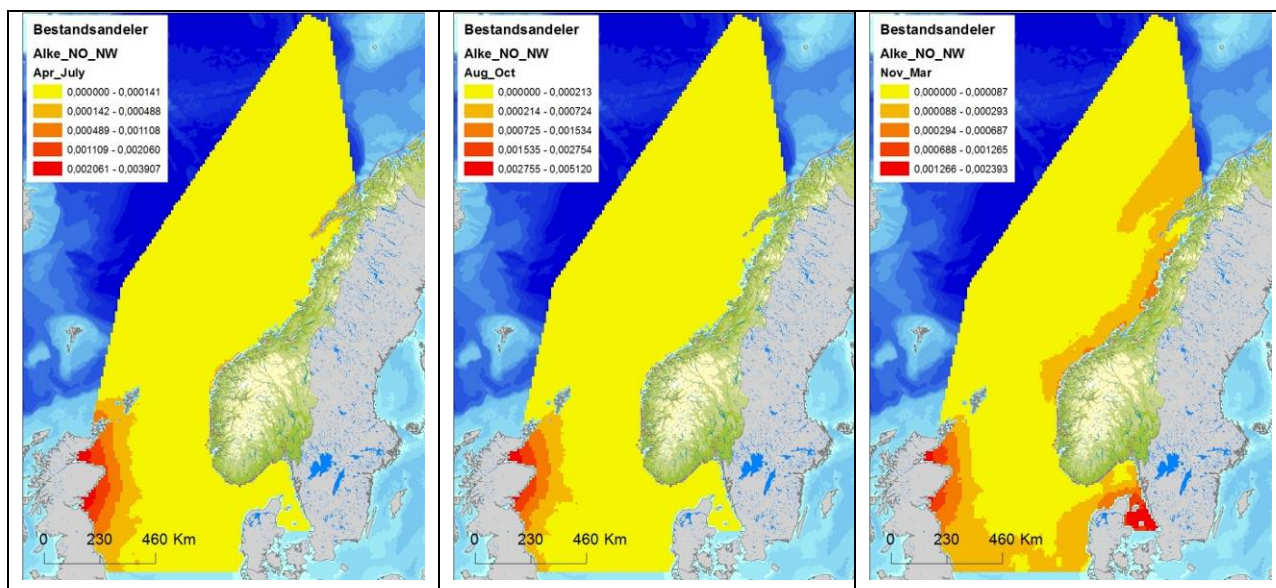 Bestandsandeler
Alke_NO_NW
Apr_July
0,000000 - 0,000141
0,000142 - 0,000488
0,000489 - 0,001108
0,001109 - 0,002060
0,002061 - 0,003907
0 230 460 Km
Bestandsandeler
Alke_NO_NW
Aug_Oct
0,000000 - 0,000213
0,000214 - 0,000724
0,000725 - 0,001534
0,001535 - 0,002754
0,002755 - 0,005120
0 230 460 Km
Bestandsandeler
Alke_NO_NW
Nov_Mar
0,000000 - 0,000087
0,000088 - 0,000293
0,000294 - 0,000687
0,000688 - 0,001265
0,001266 - 0,002393
0 230 460 Km